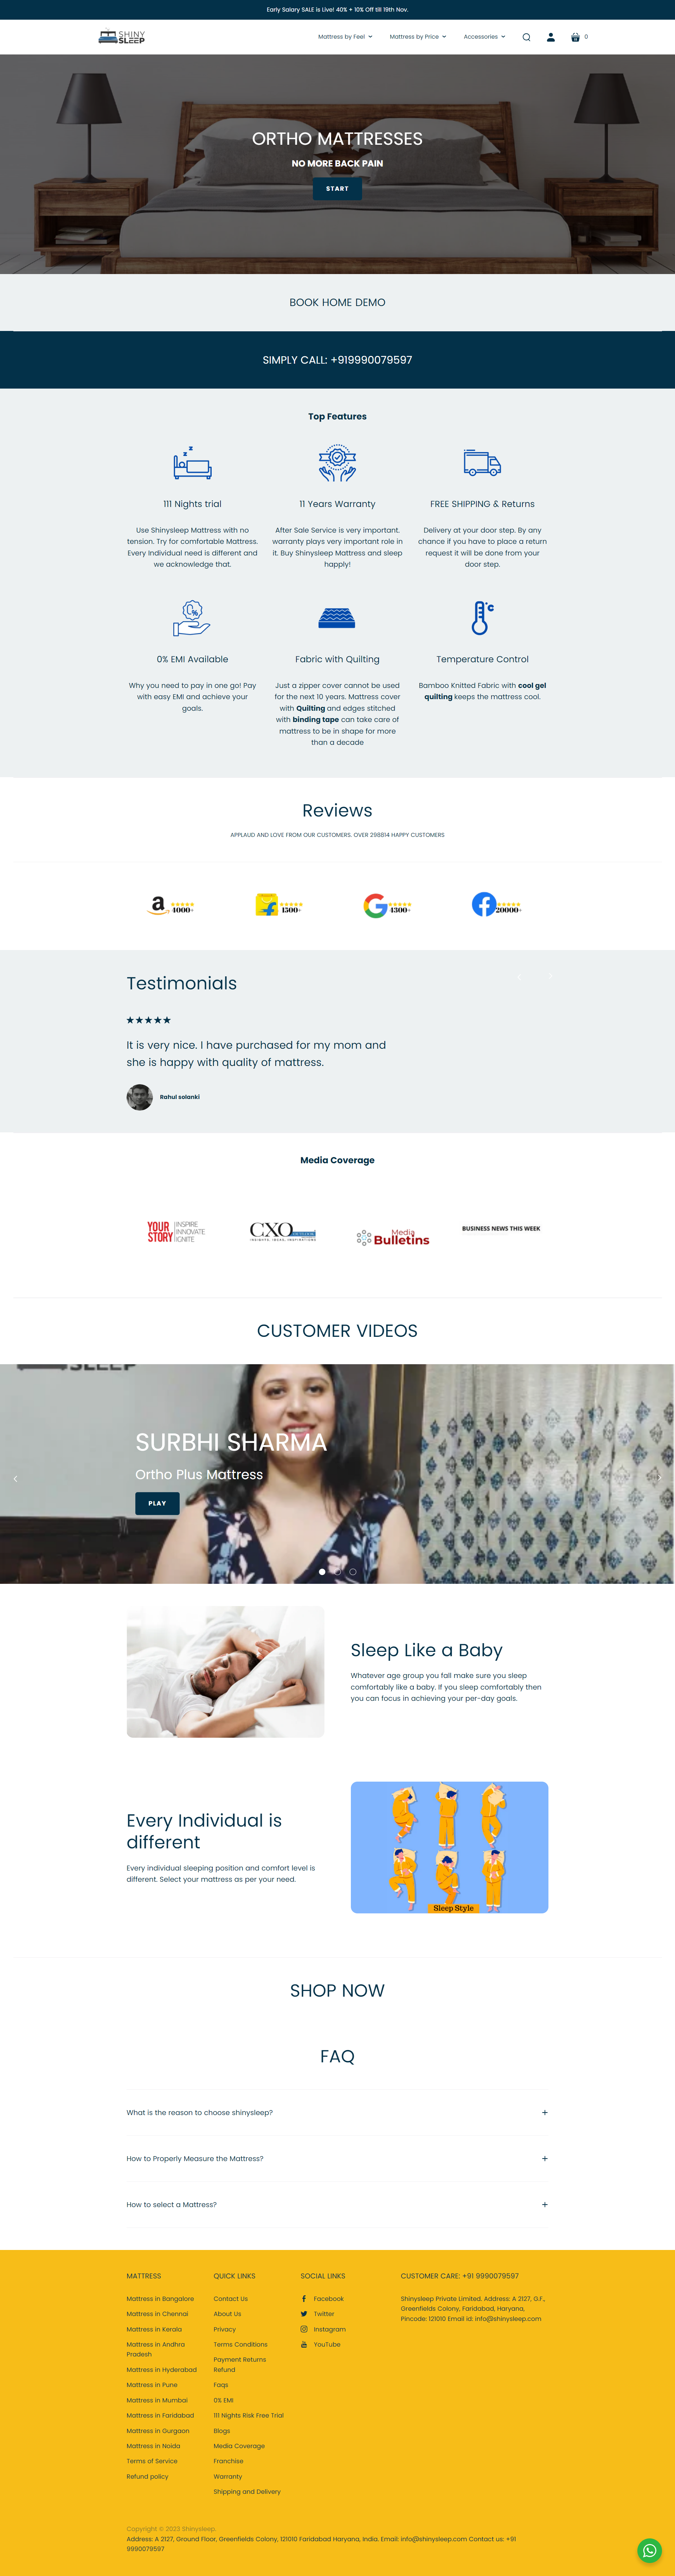 Early Salary SALE is Live! 40% + 10% Off till 19th Nov.
SHINY
SLEEP
Mattress by Feel
Mattress by Price
Accessories
0
ORTHO MATTRESSES
NO MORE BACK PAIN
START
BOOK HOME DEMO
SIMPLY CALL: +919990079597
Top Features
111 Nights trial
Use Shinysleep Mattress with no
tension. Try for comfortable Mattress.
Every Individual need is different and
we acknowledge that.
11 Years Warranty
After Sale Service is very important.
warranty plays very important role in
it. Buy Shinysleep Mattress and sleep
happy!
FREE SHIPPING & Returns
Delivery at your door step. By any
chance if you have to place a return
request it will be done from your
door step.
0% EMI Available
Why you need to pay in one go! Pay
with easy EMI and achieve your
goals.
Fabric with Quilting
Just a zipper cover cannot be used
for the next 10 years. Mattress cover
with Quilting and edges stitched
with binding tape can take care of
mattress to be in shape for more
than a decade
Temperature Control
Bamboo Knitted Fabric with cool gel
quilting keeps the mattress cool.
Reviews
APPLAUD AND LOVE FROM OUR CUSTOMERS. OVER 298814 HAPPY CUSTOMERS
4000+
1500+
1300+
20000+
Testimonials
★★★★★
It is very nice. I have purchased for my mom and
she is happy with quality of mattress.
Rahul solanki
Media Coverage
YOUR
STORY
INSPIRE
INNOVATE
IGNITE
CXO
INSIGHTS, IDEAS, INSPIRATIONS
Media
Bulletins
BUSINESS NEWS THIS WEEK
CUSTOMER VIDEOS
SLEEP
SURBHI SHARMA
Ortho Plus Mattress
PLAY
Sleep Like a Baby
Whatever age group you fall make sure you sleep
comfortably like a baby. If you sleep comfortably then
you can focus in achieving your per-day goals.
Every Individual is
different
Every individual sleeping position and comfort level is
different. Select your mattress as per your need.
Sleep Style
SHOP NOW
FAQ
What is the reason to choose shinysleep?
How to Properly Measure the Mattress?
How to select a Mattress?
MATTRESS
Mattress in Bangalore
Mattress in Chennai
Mattress in Kerala
Mattress in Andhra
Pradesh
Mattress in Hyderabad
Mattress in Pune
Mattress in Mumbai
Mattress in Faridabad
Mattress in Gurgaon
Mattress in Noida
Terms of Service
Refund policy
QUICK LINKS
Contact Us
About Us
Privacy
Terms Conditions
Payment Returns
Refund
Faqs
0% EMI
111 Nights Risk Free Trial
Blogs
Media Coverage
Franchise
Warranty
Shipping and Delivery
SOCIAL LINKS
Facebook
Twitter
Instagram
YouTube
CUSTOMER CARE: +91 9990079597
Shinysleep Private Limited. Address: A 2127, G.F.,
Greenfields Colony, Faridabad, Haryana,
Pincode: 121010 Email id: info@shinysleep.com
Copyright © 2023 Shinysleep.
Address: A 2127, Ground Floor, Greenfields Colony, 121010 Faridabad Haryana, India. Email: info@shinysleep.com Contact us: +91
9990079597